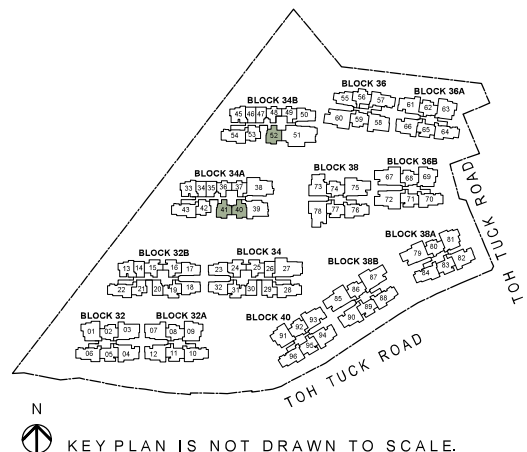 BLOCK 36
BLOCK 36A
55 56 57
61 62 63
60 59 58
66 65 64
BLOCK 34B
45 46 47 48 49 50
54 53 52 51
BLOCK 34A
33 34 35 36 37 38
43 42 41 40 39
BLOCK 38
73 74 75
78 77 76
BLOCK 36B
67 68 69
72 71 70
TOH TUCK ROAD
BLOCK 38A
79 80 81
84 83 82
BLOCK 32B
13 14 15 16 17
22 21 20 19 18
BLOCK 34
23 24 25 26 27
32 31 30 29 28
BLOCK 38B
85 86 87
90 89 88
BLOCK 32
01 02 03
06 05 04
BLOCK 32A
07 08 09
12 11 10
BLOCK 40
91 92 93
96 95 94
TOH TUCK ROAD
N
KEY PLAN IS NOT DRAWN TO SCALE.